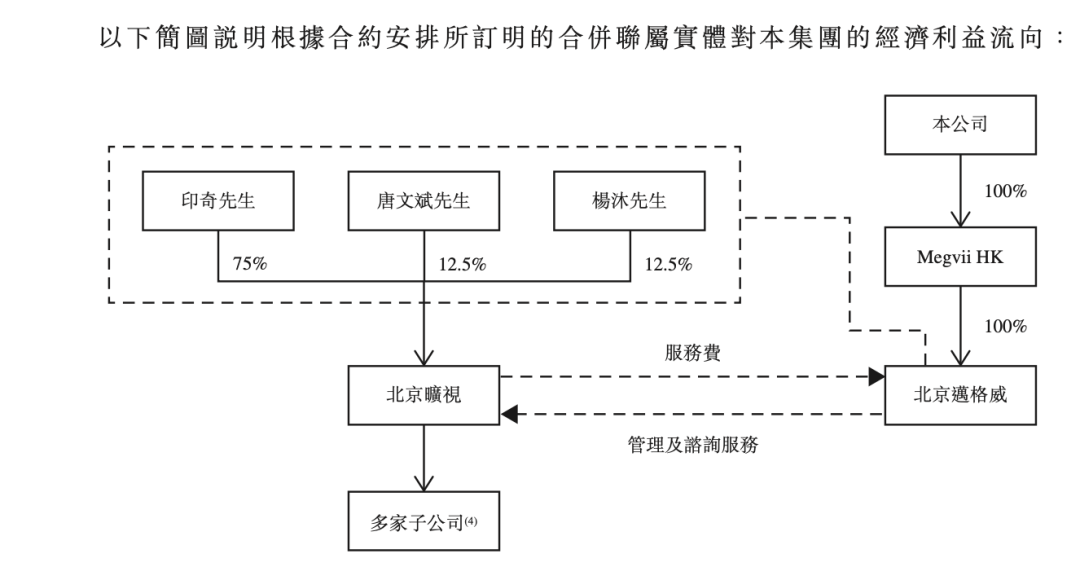 以下簡圖說明根據合約安排所訂明的合併聯屬實體對本集團的經濟利益流向：
本公司
100%
印奇先生
唐文斌先生
楊沐先生
Megvii HK
75%
12.5%
12.5%
100%
服務費
北京曠視
北京邁格威
管理及諮詢服務
多家子公司(4)